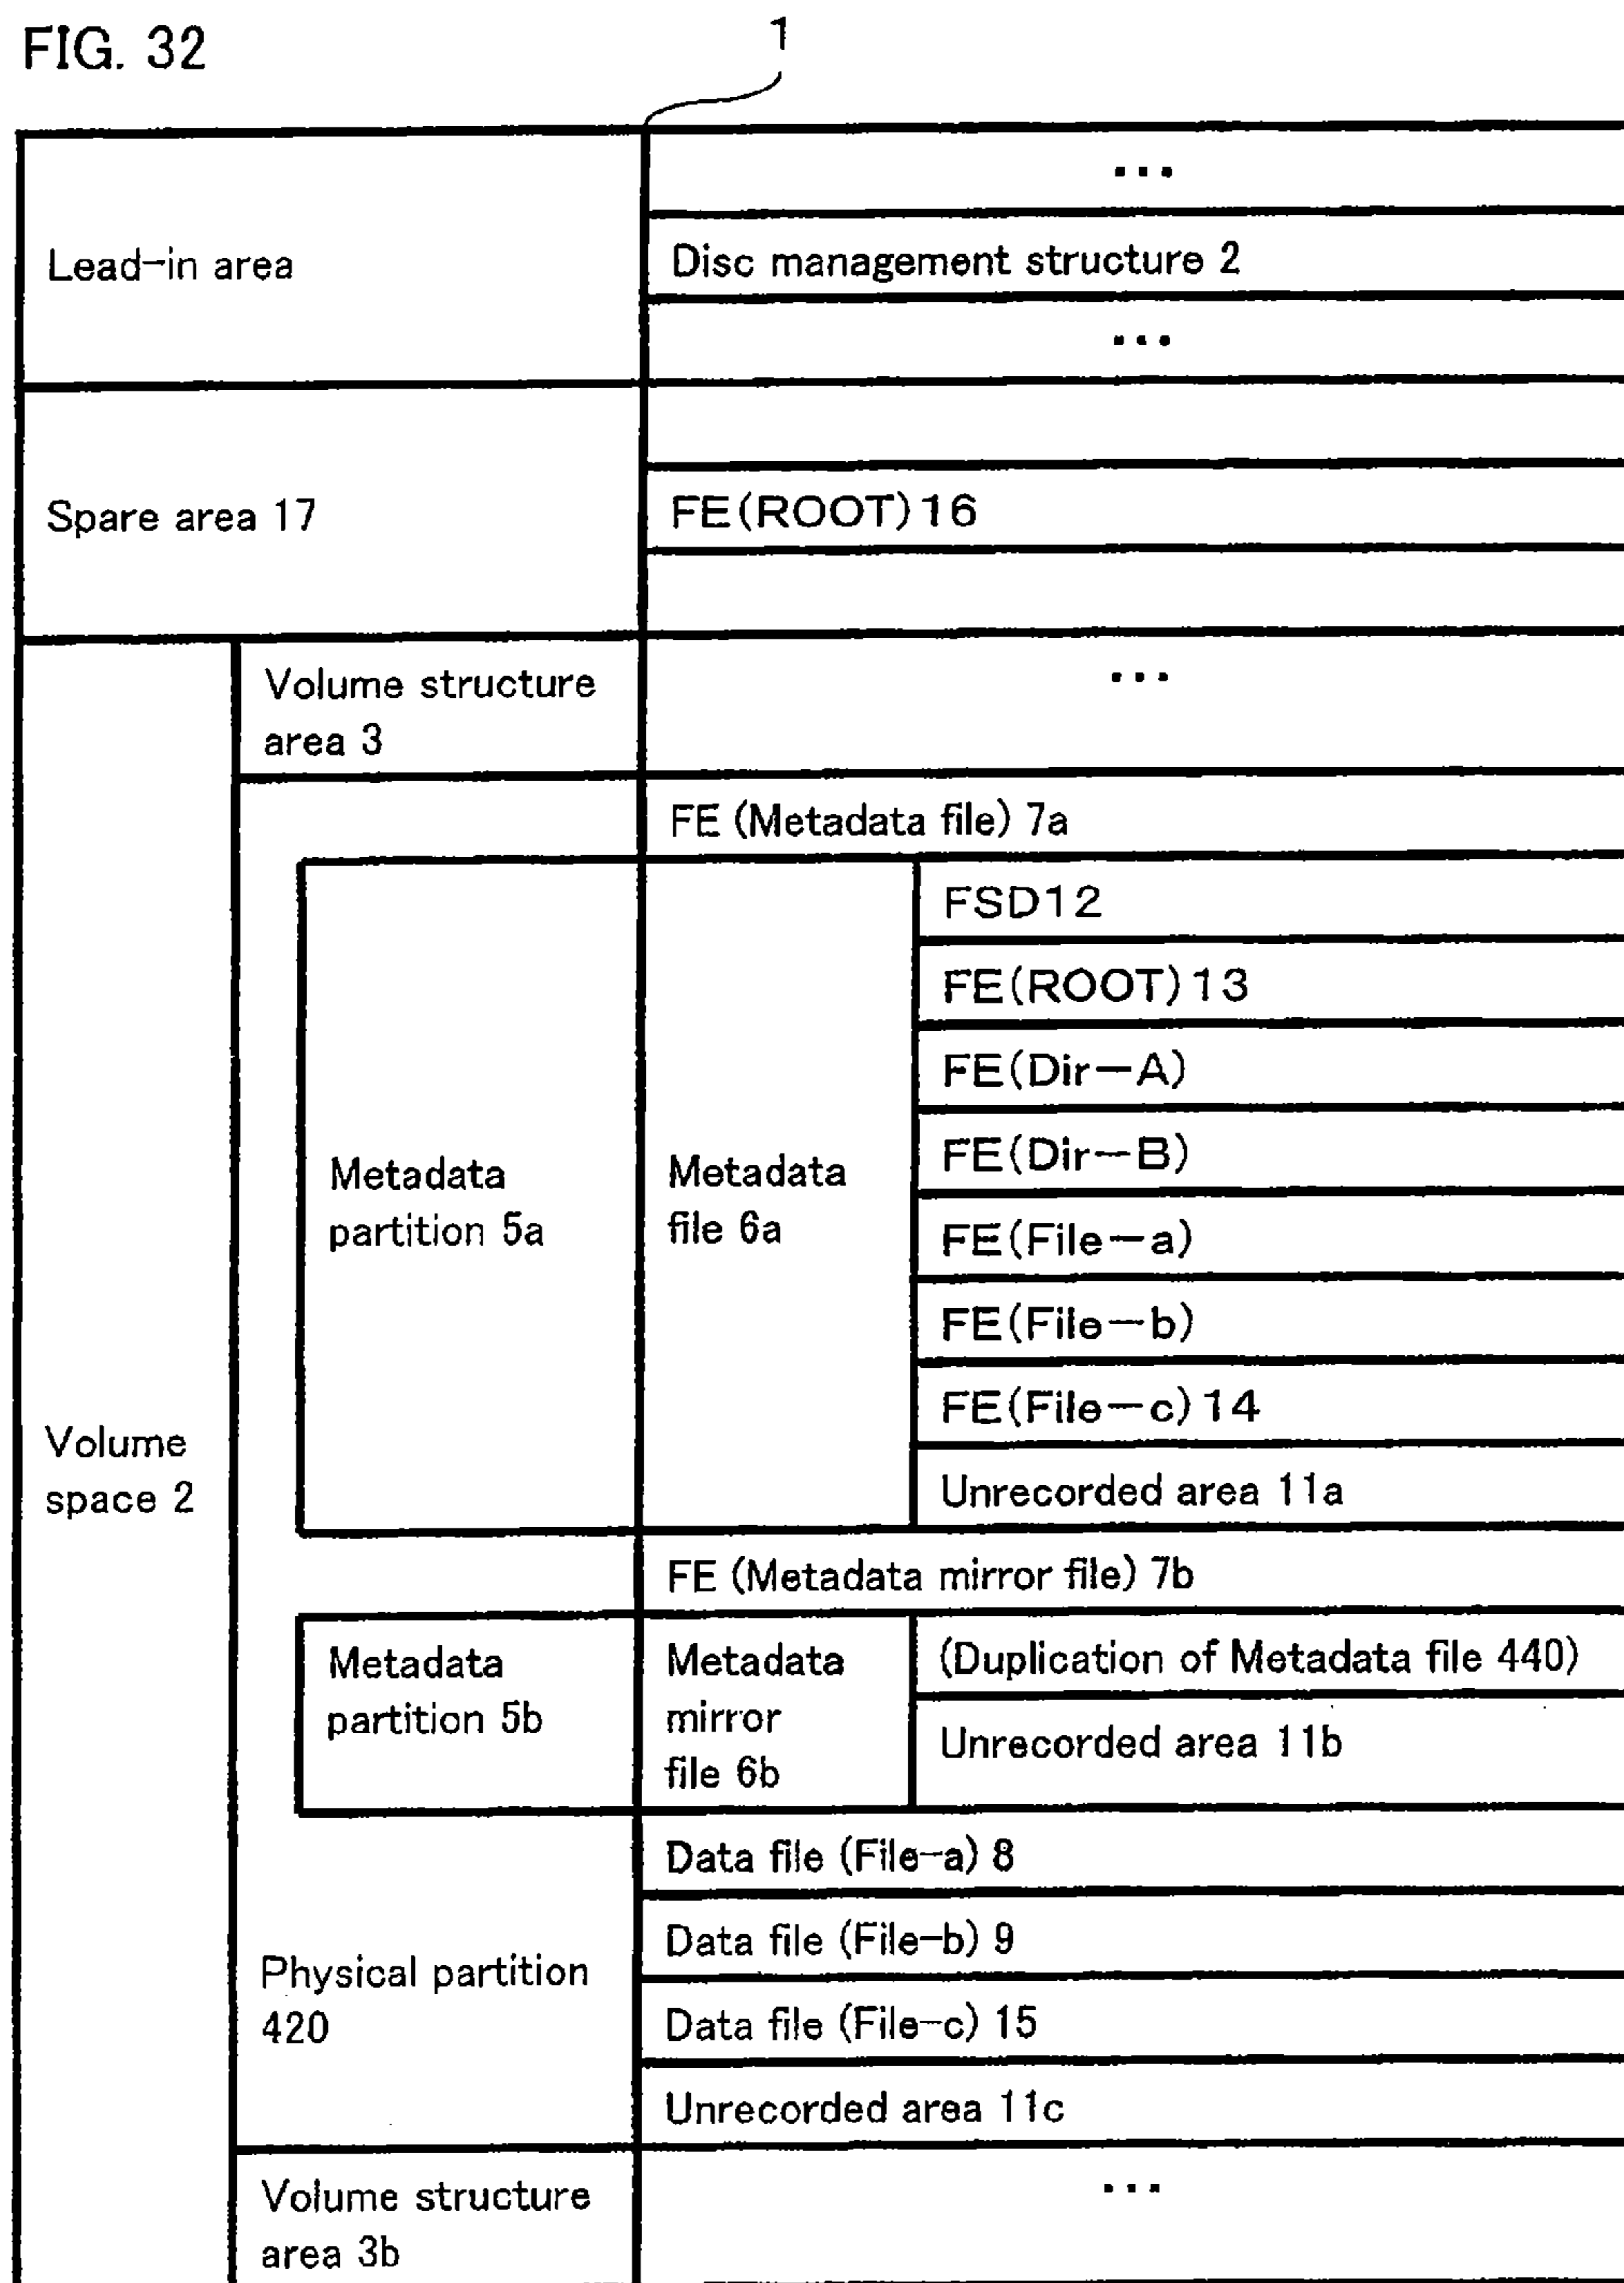 FIG. 32
1
...
Lead-in area
Disc management structure 2
...
Spare area 17
FE(ROOT)16
Volume structure
area 3
...
FE (Metadata file) 7a
Metadata
partition 5a
Metadata
file 6a
FSD12
FE(ROOT)13
FE(Dir-A)
FE(Dir-B)
FE(File-a)
FE(File-b)
FE(File-c)14
Unrecorded area 11a
Volume
space 2
FE (Metadata mirror file) 7b
Metadata
partition 5b
Metadata
mirror
file 6b
(Duplication of Metadata file 440)
Unrecorded area 11b
Physical partition
420
Data file (File-a) 8
Data file (File-b) 9
Data file (File-c) 15
Unrecorded area 11c
Volume structure
area 3b
...